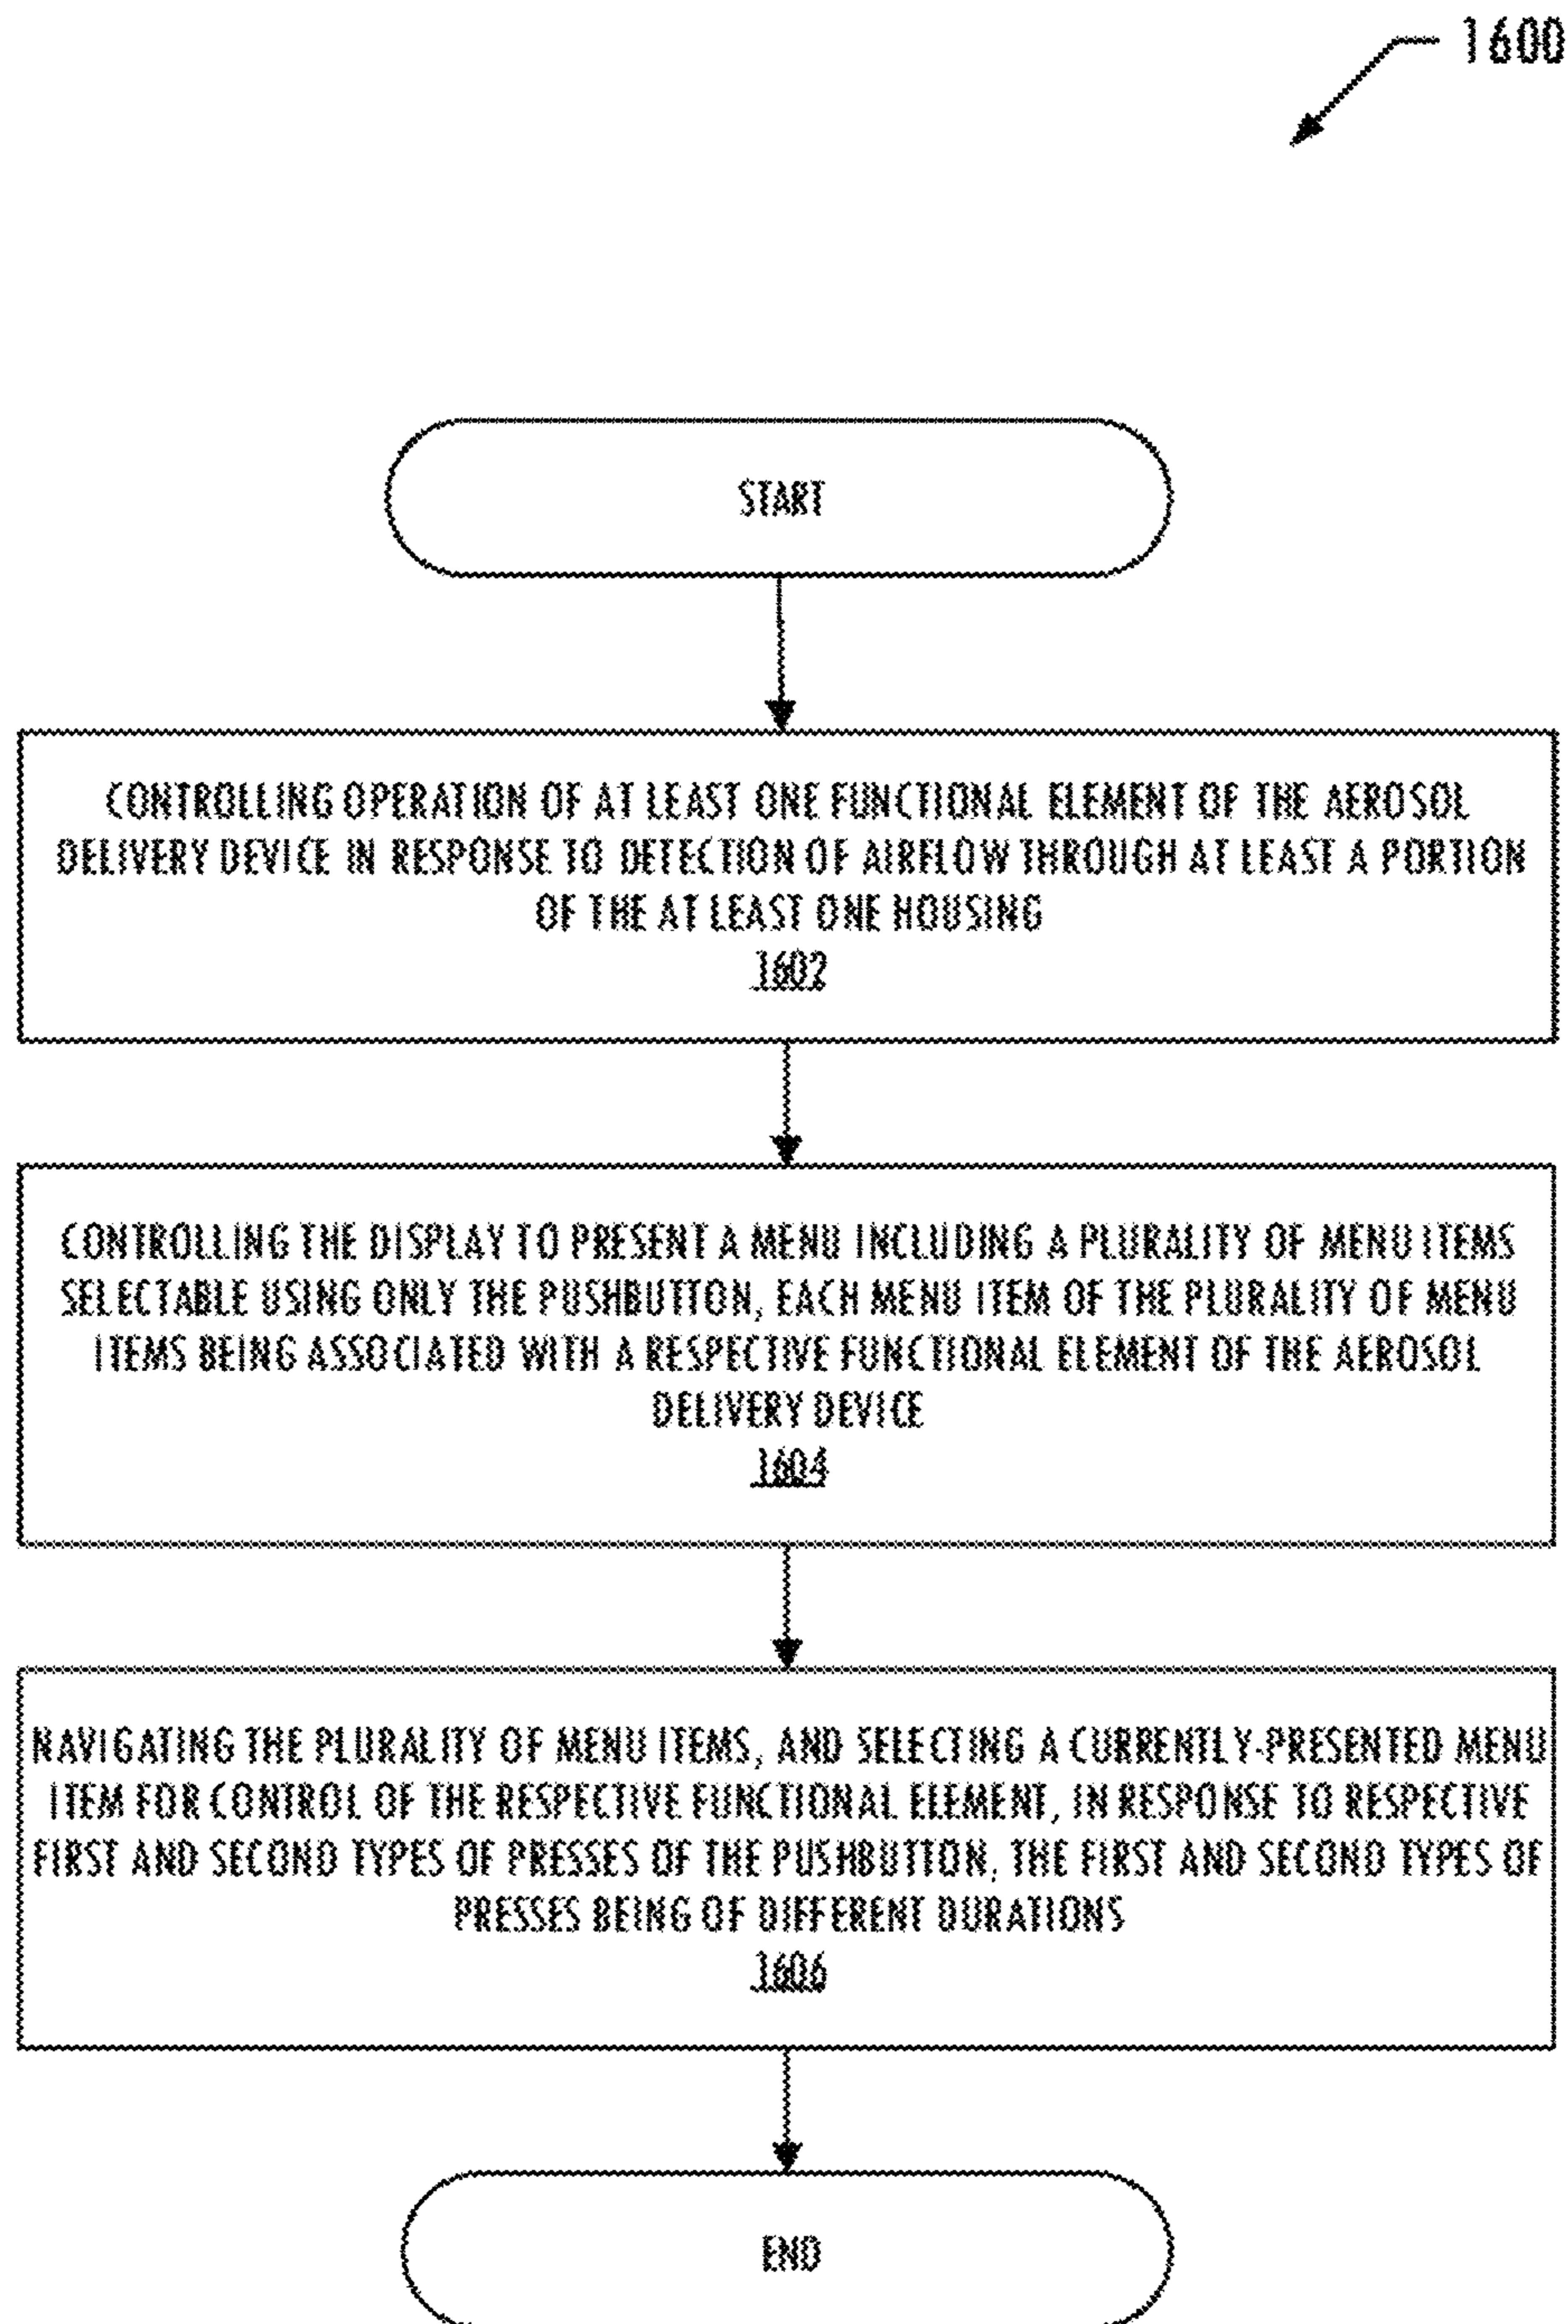 1600
START
CONTROLLING OPERATION OF AT LEAST ONE FUNCTIONAL ELEMENT OF THE AEROSOL
DELIVERY DEVICE IN RESPONSE TO DETECTION OF AIRFLOW THROUGH AT LEAST A PORTION
OF THE AT LEAST ONE HOUSING
1602
CONTROLLING THE DISPLAY TO PRESENT A MENU INCLUDING A PLURALITY OF MENU ITEMS
SELECTABLE USING ONLY THE PUSHBUTTON, EACH MENU ITEM OF THE PLURALITY OF MENU
ITEMS BEING ASSOCIATED WITH A RESPECTIVE FUNCTIONAL ELEMENT OF THE AEROSOL
DELIVERY DEVICE
1604
NAVIGATING THE PLURALITY OF MENU ITEMS, AND SELECTING A CURRENTLY-PRESENTED MENU
ITEM FOR CONTROL OF THE RESPECTIVE FUNCTIONAL ELEMENT, IN RESPONSE TO RESPECTIVE
FIRST AND SECOND TYPES OF PRESSES OF THE PUSHBUTTON, THE FIRST AND SECOND TYPES OF
PRESSES BEING OF DIFFERENT DURATIONS
1606
END